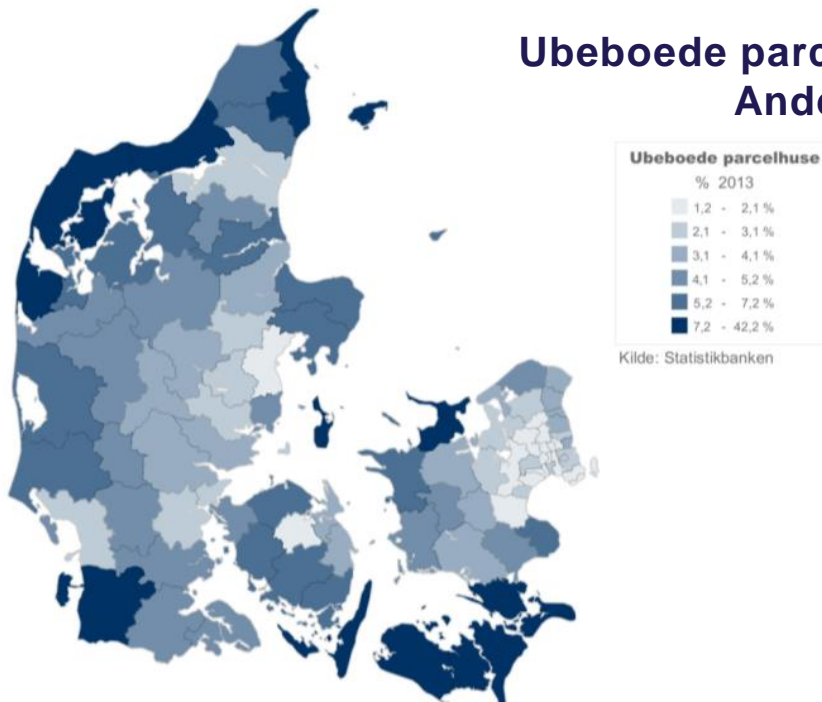 Ubeboede parc
Ande
Ubeboede parcelhuse
% 2013
1,2 - 2,1 %
2,1 - 3,1 %
3,1 - 4,1 %
4,1 - 5,2 %
5,2 - 7,2 %
7,2 - 42,2 %
Kilde: Statistikbanken